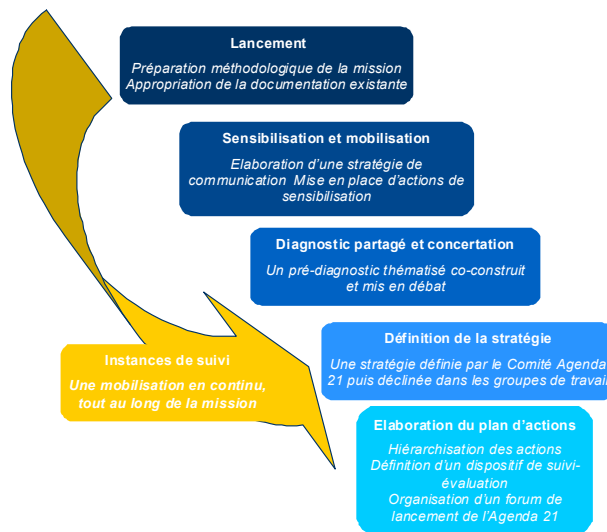 Lancement
Préparation méthodologique de la mission
Appropriation de la documentation existante
Sensibilisation et mobilisation
Elaboration d'une stratégie de
communication Mise en place d'actions de
sensibilisation
Diagnostic partagé et concertation
Un pré-diagnostic thématisé co-construit
et mis en débat
Définition de la stratégie
Une stratégie définie par le Comité Agenda
21 puis déclinée dans les groupes de travail
Instances de suivi
Une mobilisation en continu,
tout au long de la mission
Elaboration du plan d'actions
Hiérarchisation des actions
Définition d'un dispositif de suivi-
évaluation
Organisation d'un forum de
lancement de l'Agenda 21